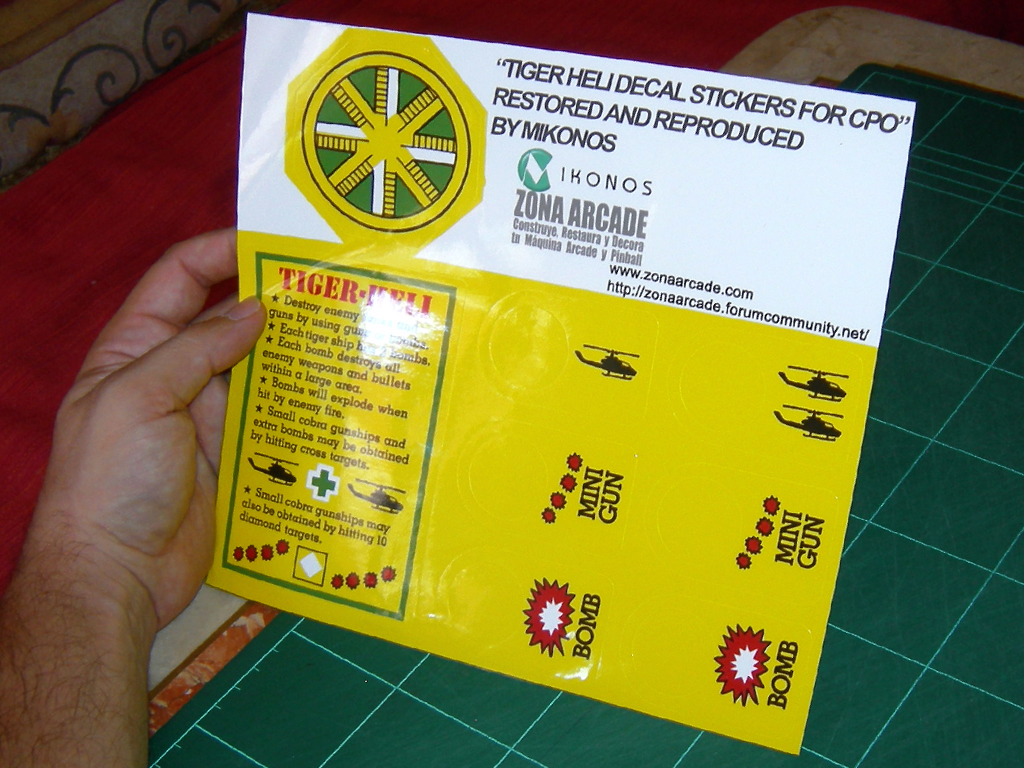 “TIGER HELI DECAL STICKERS FOR CPO”
RESTORED AND REPRODUCED
BY MIKONOS
IKONOS
ZONA ARCADE
Construye, Restaura y Decora
tu Máquina Arcade y Pinball
www.zonaarcade.com
http://zonaarcade.forumcommunity.net/
TIGER-HELI
★ Destroy enemy
guns by using gun
★ Each tiger ship has bombs.
★ Each bomb destroys all
enemy weapons and bullets
within a large area.
★ Bombs will explode when
hit by enemy fire.
★ Small cobra gunships and
extra bombs may be obtained
by hitting cross targets.
★ Small cobra gunships may
also be obtained by hitting 10
diamond targets.
MINI
GUN
BOMB
MINI
GUN
BOMB